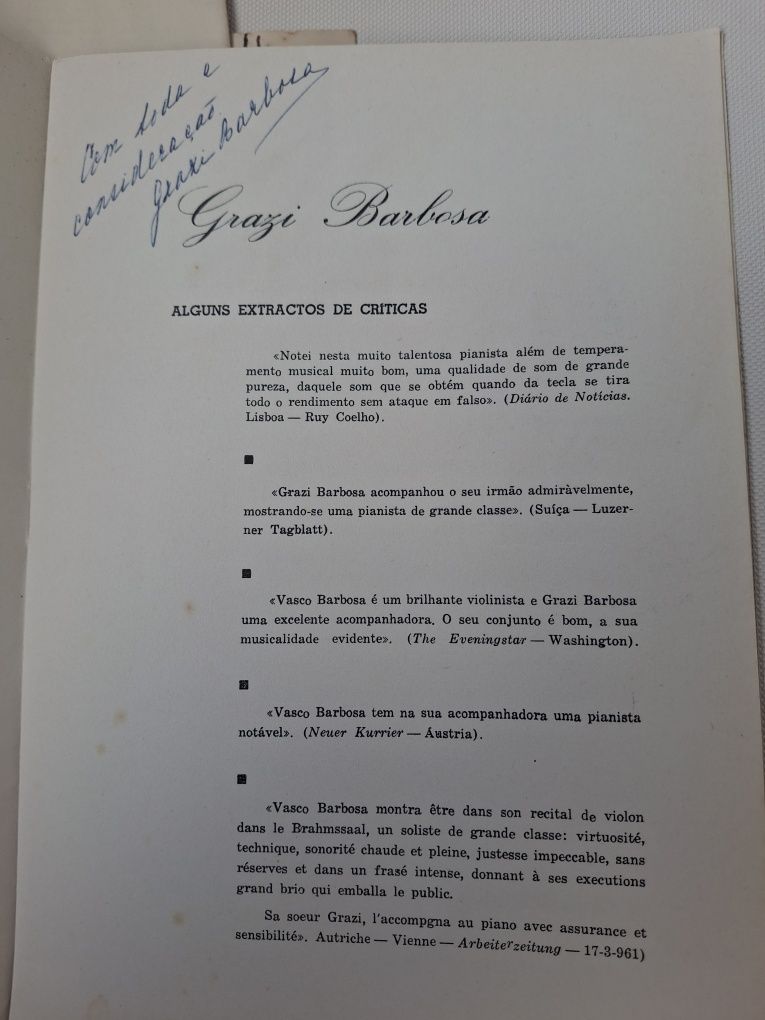 Com toda e
consideração
Grazi Barbosa
Grazi Barbosa
ALGUNS EXTRACTOS DE CRÍTICAS
«Notei nesta muito talentosa pianista além de tempera-
mento musical muito bom, uma qualidade de som de grande
pureza, daquele som que se obtém quando da tecla se tira
todo o rendimento sem ataque em falso». (Diário de Notícias.
Lisboa — Ruy Coelho).
«Grazi Barbosa acompanhou o seu irmão admiràvelmente,
mostrando-se uma pianista de grande classe». (Suíça — Luzer-
ner Tagblatt).
«Vasco Barbosa é um brilhante violinista e Grazi Barbosa
uma excelente acompanhadora. O seu conjunto é bom, a sua
musicalidade evidente». (The Eveningstar — Washington).
«Vasco Barbosa tem na sua acompanhadora uma pianista
notável». (Neuer Kurrier — Áustria).
«Vasco Barbosa montra être dans son recital de violon
dans le Brahmssaal, un soliste de grande classe: virtuosité,
technique, sonorité chaude et pleine, justesse impeccable, sans
réserves et dans un frasé intense, donnant à ses executions
grand brio qui emballa le public.
Sa soeur Grazi, l'accompgna au piano avec assurance et
sensibilité». Autriche — Vienne — Arbeiterzeitung — 17-3-961)